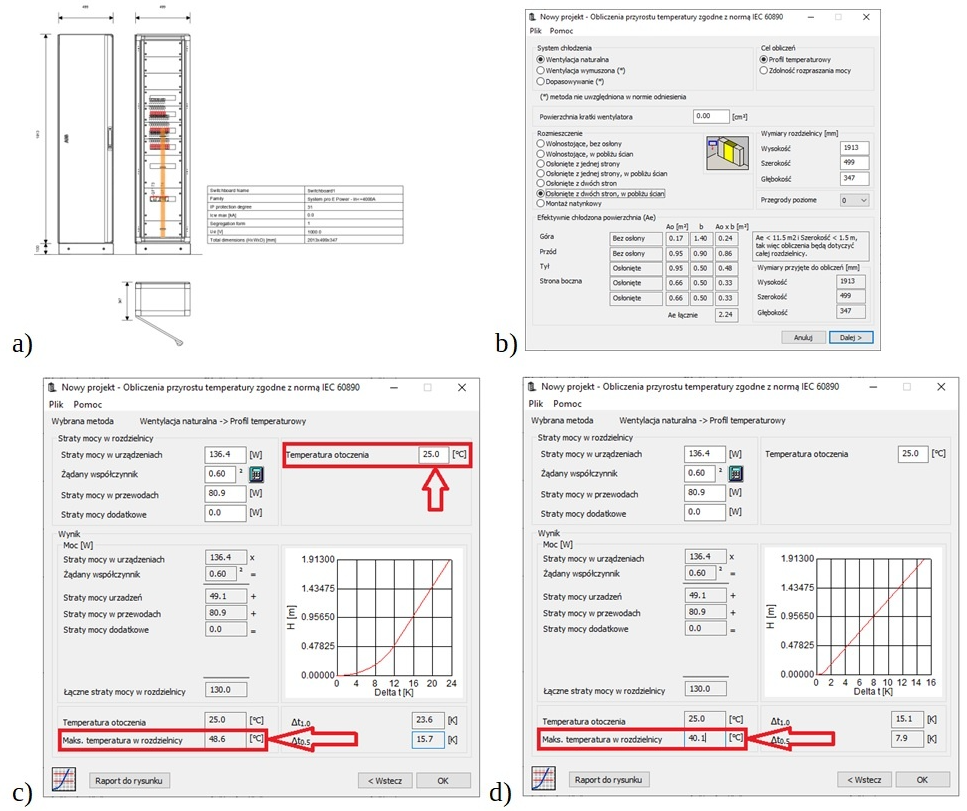 499
499
1913
100
ABB
347
Switchboard Name Switchboard1
Family System pro E Power - In<=4000A
IP protection degree 31
Icw max [kA] 0.0
Segregation form 1
Ue [V] 1000.0
Total dimensions (HxWxD) [mm] 2013x499x347
a)
Nowy projekt - Obliczenia przyrostu temperatury zgodne z normą IEC 60890
Plik Pomoc
System chłodzenia
Wentylacja naturalna
Wentylacja wymuszona (*)
Dopasowywanie (*)
Cel obliczeń
Profil temperaturowy
Zdolność rozpraszania mocy
(*) metoda nie uwzględniona w normie odniesienia
Powierzchnia kratki wentylatora 0.00 [cm²]
Rozmieszczenie
Wolnostojące, bez osłony
Wolnostojące, w pobliżu ścian
Osłonięte z jednej strony
Osłonięte z jednej strony, w pobliżu ścian
Osłonięte z dwóch stron
Osłonięte z dwóch stron, w pobliżu ścian
Montaż natynkowy
Wymiary rozdzielnicy [mm]
Wysokość 1913
Szerokość 499
Głębokość 347
Przegrody poziome 0
Efektywnie chłodzona powierzchnia (Ae)
Ao [m²] b Ao x b [m²]
Góra Bez osłony 0.17 1.40 0.24
Przód Bez osłony 0.95 0.90 0.86
Tył Osłonięte 0.95 0.50 0.48
Strona boczna Osłonięte 0.66 0.50 0.33
Osłonięte 0.66 0.50 0.33
Ae łącznie 2.24
Ae < 11.5 m2 i Szerokość < 1.5 m,
tak więc obliczenia będą dotyczyć
całej rozdzielnicy.
Wymiary przyjęte do obliczeń [mm]
Wysokość 1913
Szerokość 499
Głębokość 347
Anuluj Dalej >
b)
Nowy projekt - Obliczenia przyrostu temperatury zgodne z normą IEC 60890
Plik Pomoc
Wybrana metoda Wentylacja naturalna -> Profil temperaturowy
Straty mocy w rozdzielnicy
Straty mocy w urządzeniach 136.4 [W]
Żądany współczynnik 0.60 2
Straty mocy w przewodach 80.9 [W]
Straty mocy dodatkowe 0.0 [W]
Temperatura otoczenia 25.0 [°C]
Wynik
Moc [W]
Straty mocy w urządzeniach 136.4 x
Żądany współczynnik 0.60 2 =
Straty mocy urzadzeń 49.1 +
Straty mocy w przewodach 80.9 +
Straty mocy dodatkowe 0.0 =
Łączne straty mocy w rozdzielnicy 130.0
H [m]
1.91300
1.43475
0.95650
0.47825
0.00000
0 4 8 12 16 20 24
Delta t [K]
Temperatura otoczenia 25.0 [°C]
Maks. temperatura w rozdzielnicy 48.6 [°C]
Δt1.0 23.6 [K]
Δt0.5 15.7 [K]
Raport do rysunku < Wstecz OK
c)
Nowy projekt - Obliczenia przyrostu temperatury zgodne z normą IEC 60890
Plik Pomoc
Wybrana metoda Wentylacja naturalna -> Profil temperaturowy
Straty mocy w rozdzielnicy
Straty mocy w urządzeniach 136.4 [W]
Żądany współczynnik 0.60 2
Straty mocy w przewodach 80.9 [W]
Straty mocy dodatkowe 0.0 [W]
Temperatura otoczenia 25.0 [°C]
Wynik
Moc [W]
Straty mocy w urządzeniach 136.4 x
Żądany współczynnik 0.60 2 =
Straty mocy urzadzeń 49.1 +
Straty mocy w przewodach 80.9 +
Straty mocy dodatkowe 0.0 =
Łączne straty mocy w rozdzielnicy 130.0
H [m]
1.91300
1.43475
0.95650
0.47825
0.00000
0 2 4 6 8 10 12 14 16
Delta t [K]
Temperatura otoczenia 25.0 [°C]
Maks. temperatura w rozdzielnicy 40.1 [°C]
Δt1.0 15.1 [K]
Δt0.5 7.9 [K]
Raport do rysunku < Wstecz OK
d)